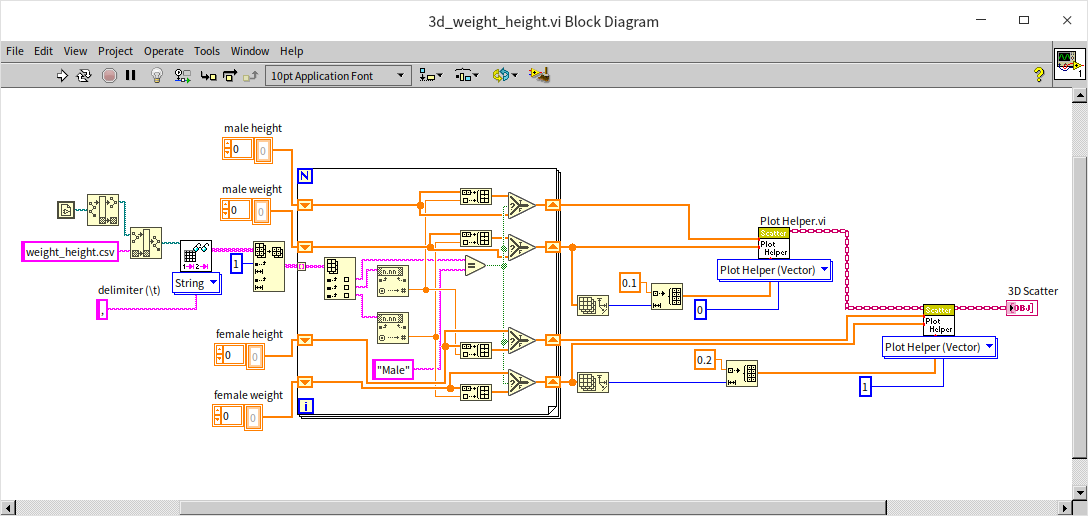 3d_weight_height.vi Block Diagram
File Edit View Project Operate Tools Window Help
10pt Application Font
?
1
male height
0
0
N
male weight
0
0
Plot Helper.vi
Scatter
Plot
Helper
weight_height.csv
1
Plot Helper (Vector)
String
n.nn
0.1
3D Scatter
delimiter (\t)
0
OBJ
,
Scatter
Plot
Helper
n.nn
female height
0
0
Plot Helper (Vector)
"Male"
0.2
1
female weight
i
0
0